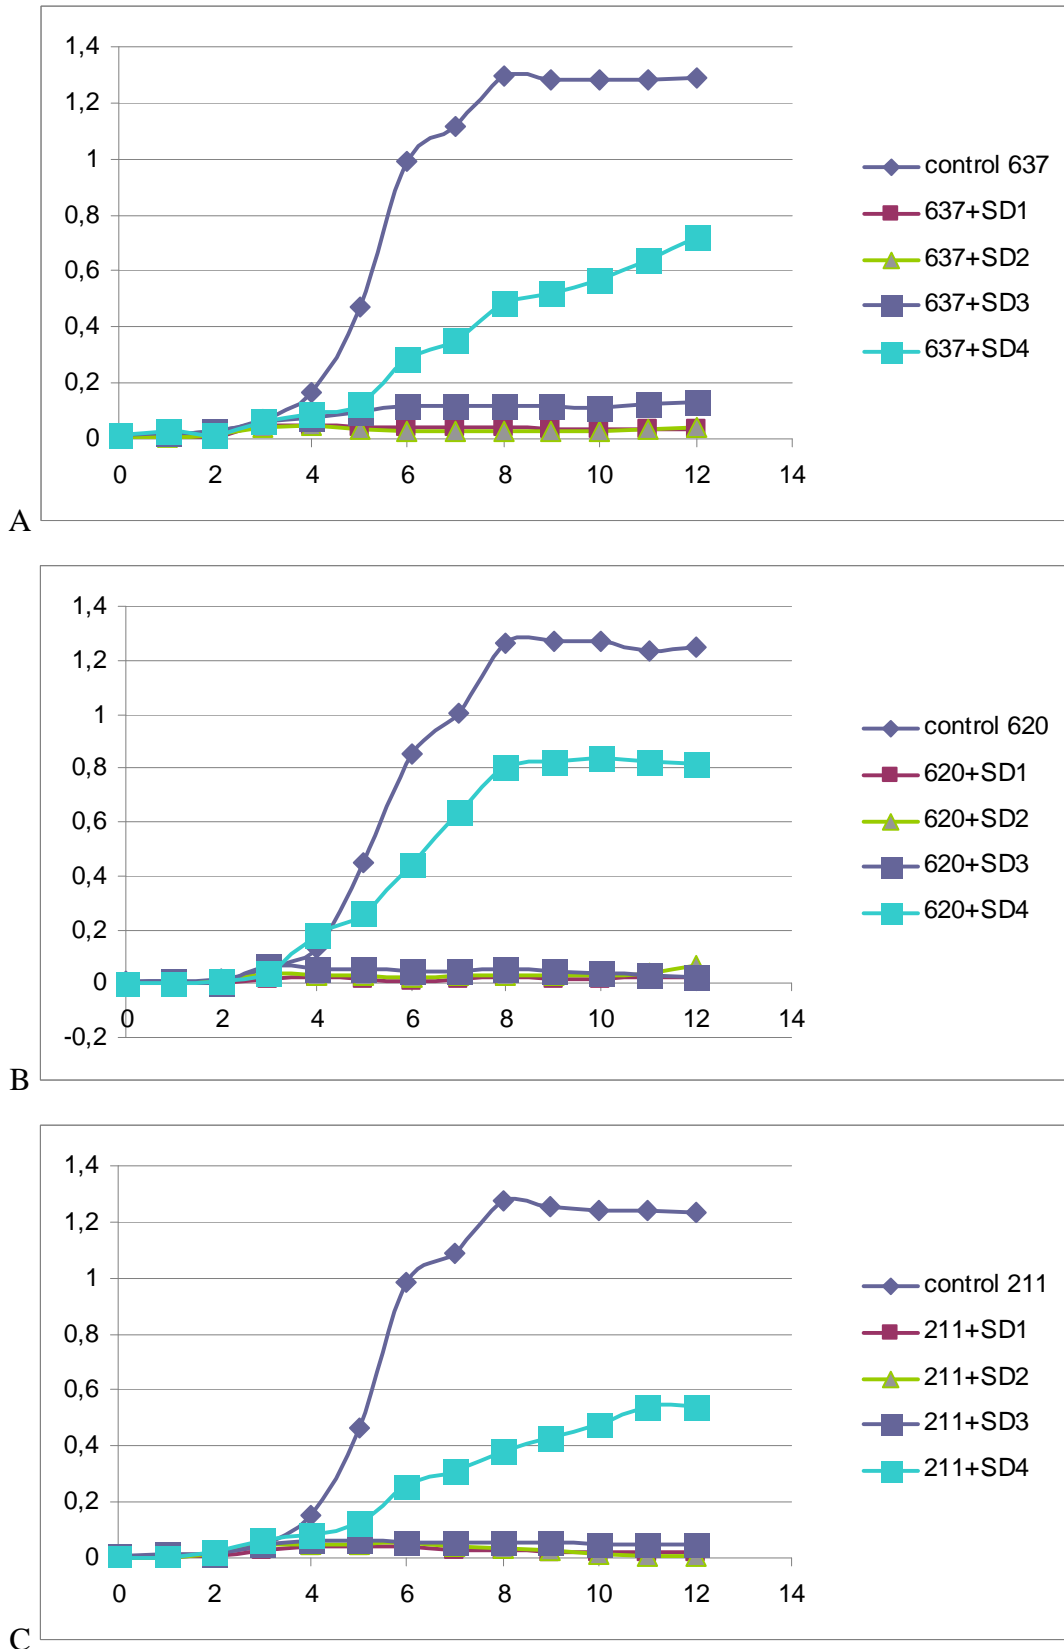 1,4
1,2
1
0,8
0,6
0,4
0,2
0
0 2 4 6 8 10 12 14
control 637
637+SD1
637+SD2
637+SD3
637+SD4
A
1,4
1,2
1
0,8
0,6
0,4
0,2
0
-0,2
0 2 4 6 8 10 12 14
control 620
620+SD1
620+SD2
620+SD3
620+SD4
B
1,4
1,2
1
0,8
0,6
0,4
0,2
0
0 2 4 6 8 10 12 14
control 211
211+SD1
211+SD2
211+SD3
211+SD4
C